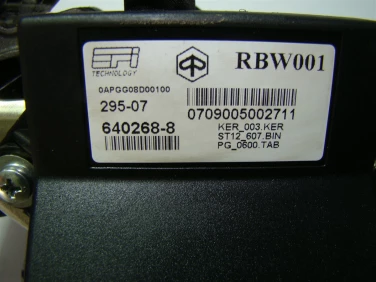 EFI
TECHNOLOGY
RBW001
0APGG08D00100
295-07
0709005002711
640268-8
KER_003.KER
ST12_607.BIN
PG_0600.TAB